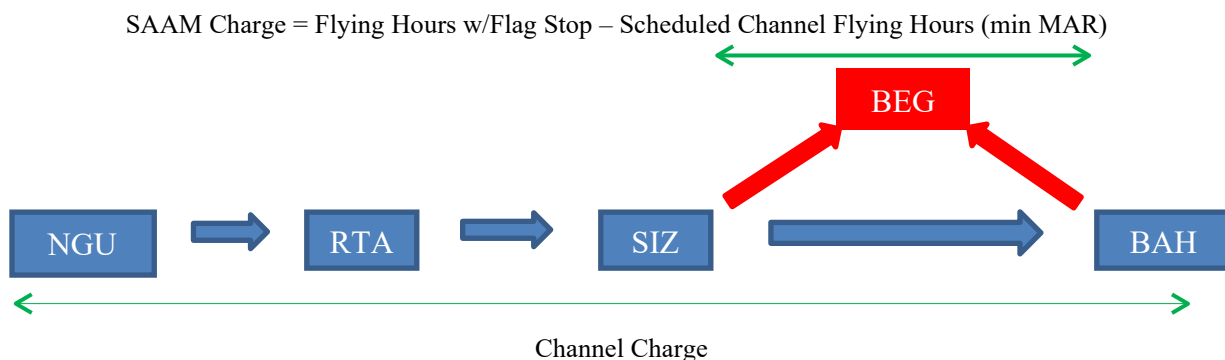 SAAM Charge = Flying Hours w/Flag Stop – Scheduled Channel Flying Hours (min MAR)
BEG
NGU
RTA
SIZ
BAH
Channel Charge